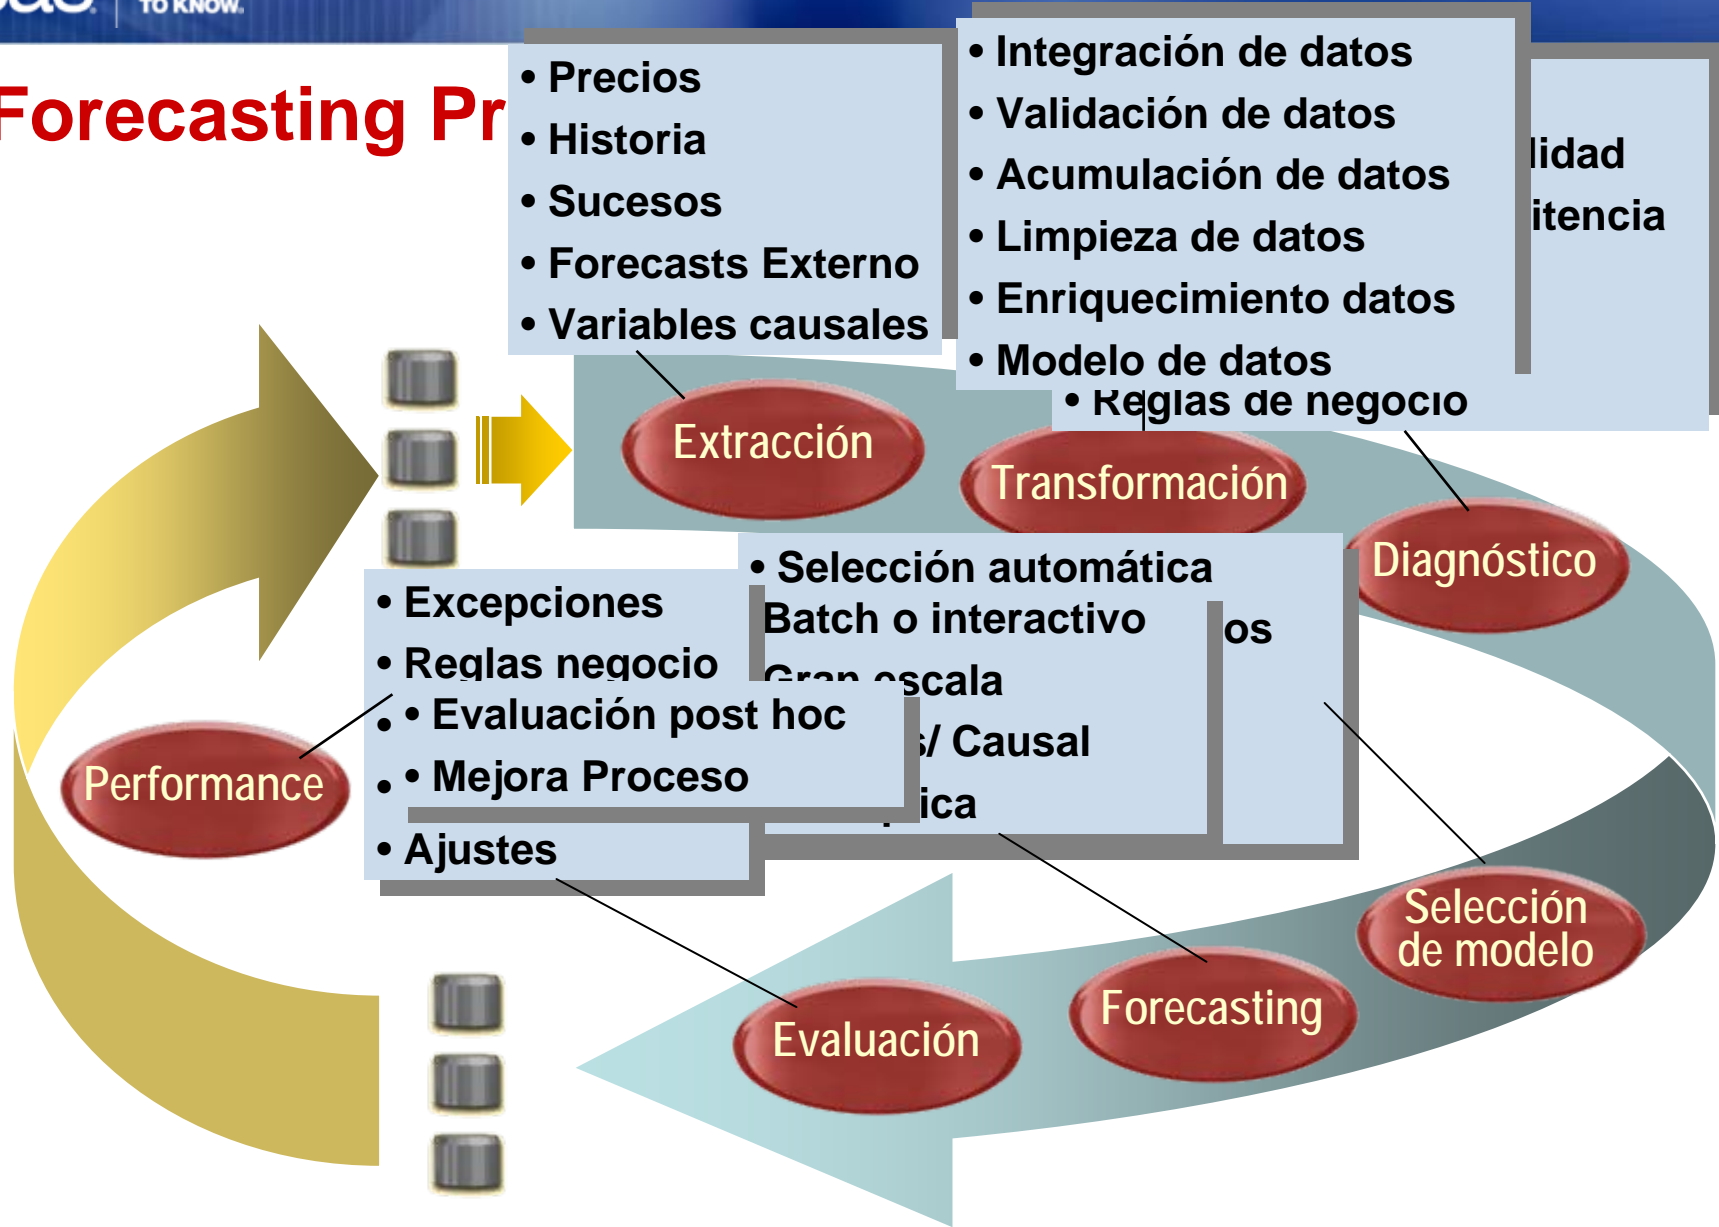 TO KNOW.
Forecasting Pr
• Precios
• Historia
• Sucesos
• Forecasts Externo
• Variables causales
• Integración de datos
• Validación de datos
• Acumulación de datos
• Limpieza de datos
• Enriquecimiento datos
• Modelo de datos
lidad
itencia
• Reglas de negocio
Extracción
Transformación
Diagnóstico
• Selección automática
os
Batch o interactivo
Gran escala
/ Causal
ica
• Excepciones
• Reglas negocio
• Evaluación post hoc
• Mejora Proceso
• Ajustes
Performance
Selección
de modelo
Forecasting
Evaluación